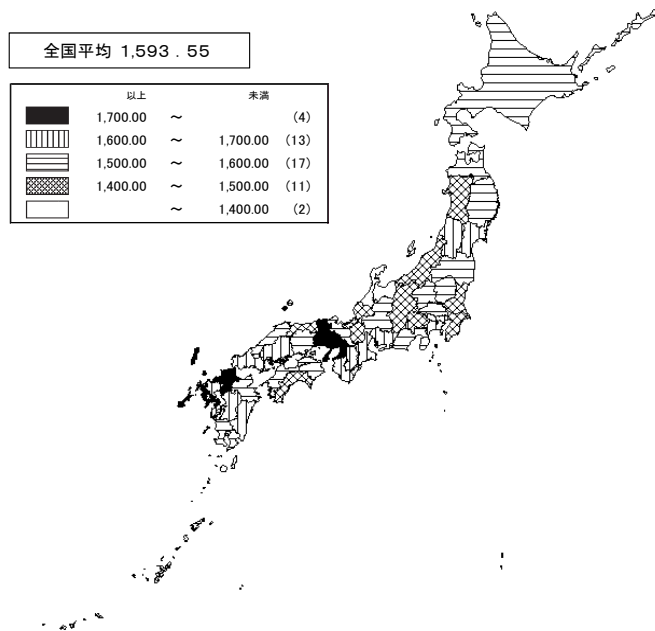 全国平均 1,593．55
以上 未満
1,700.00 ～ （4）
1,600.00 ～ 1,700.00 （13）
1,500.00 ～ 1,600.00 （17）
1,400.00 ～ 1,500.00 （11）
～ 1,400.00 （2）